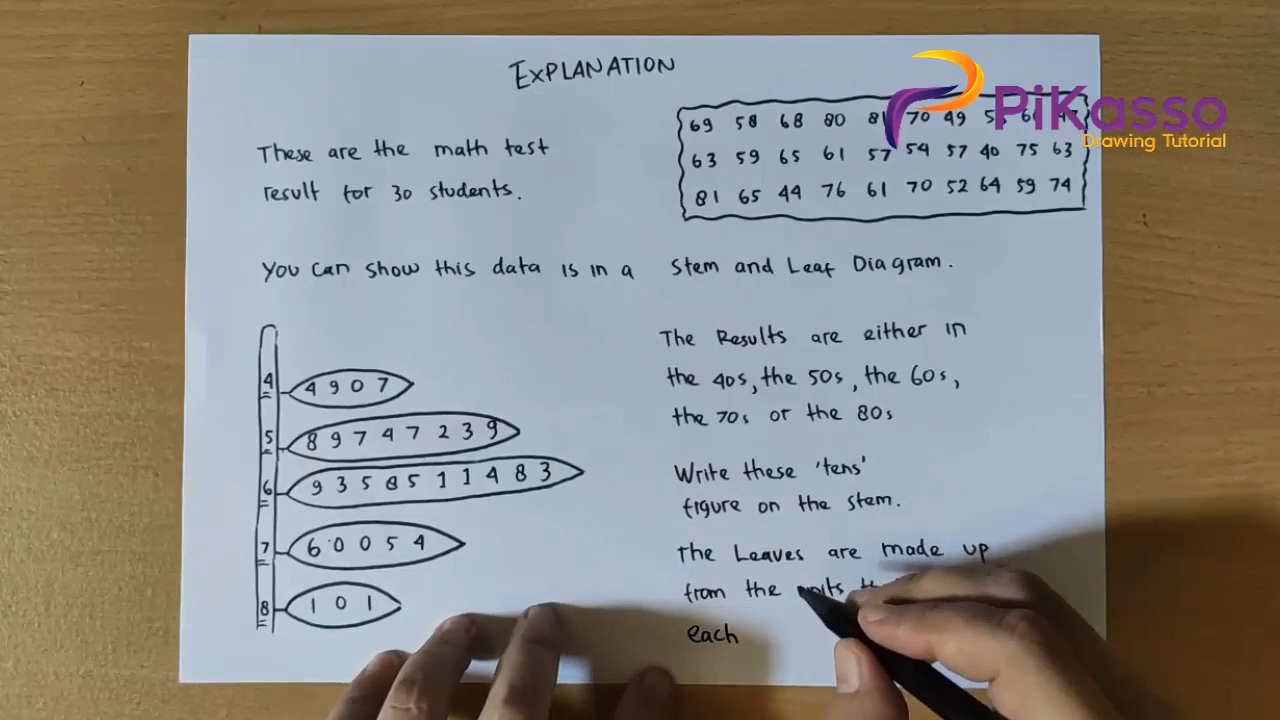 EXPLANATION
PiKasso
Drawing Tutorial
69 58 68 80 81 70 49
63 59 65 61 57 54 57 40 75 63
81 65 44 76 61 70 52 64 59 74
These are the math test
result for 30 students.
You can show this data is in a Stem and Leaf Diagram.
4 4 9 0 7
5 8 9 7 4 7 2 3 9
6 9 3 5 8 5 1 1 4 8 3
7 6 0 0 5 4
8 1 0 1
The Results are either in
the 40s, the 50s, the 60s,
the 70s or the 80s
Write these 'tens'
figure on the stem.
The Leaves are made up
from the units
each